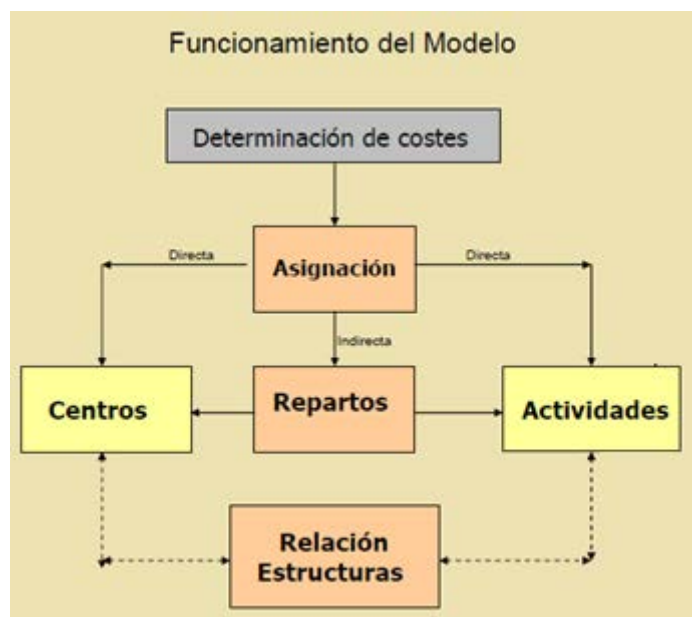 Funcionamiento del Modelo
Determinación de costes
Directa
Asignación
Directa
Indirecta
Centros
Repartos
Actividades
Relación
Estructuras